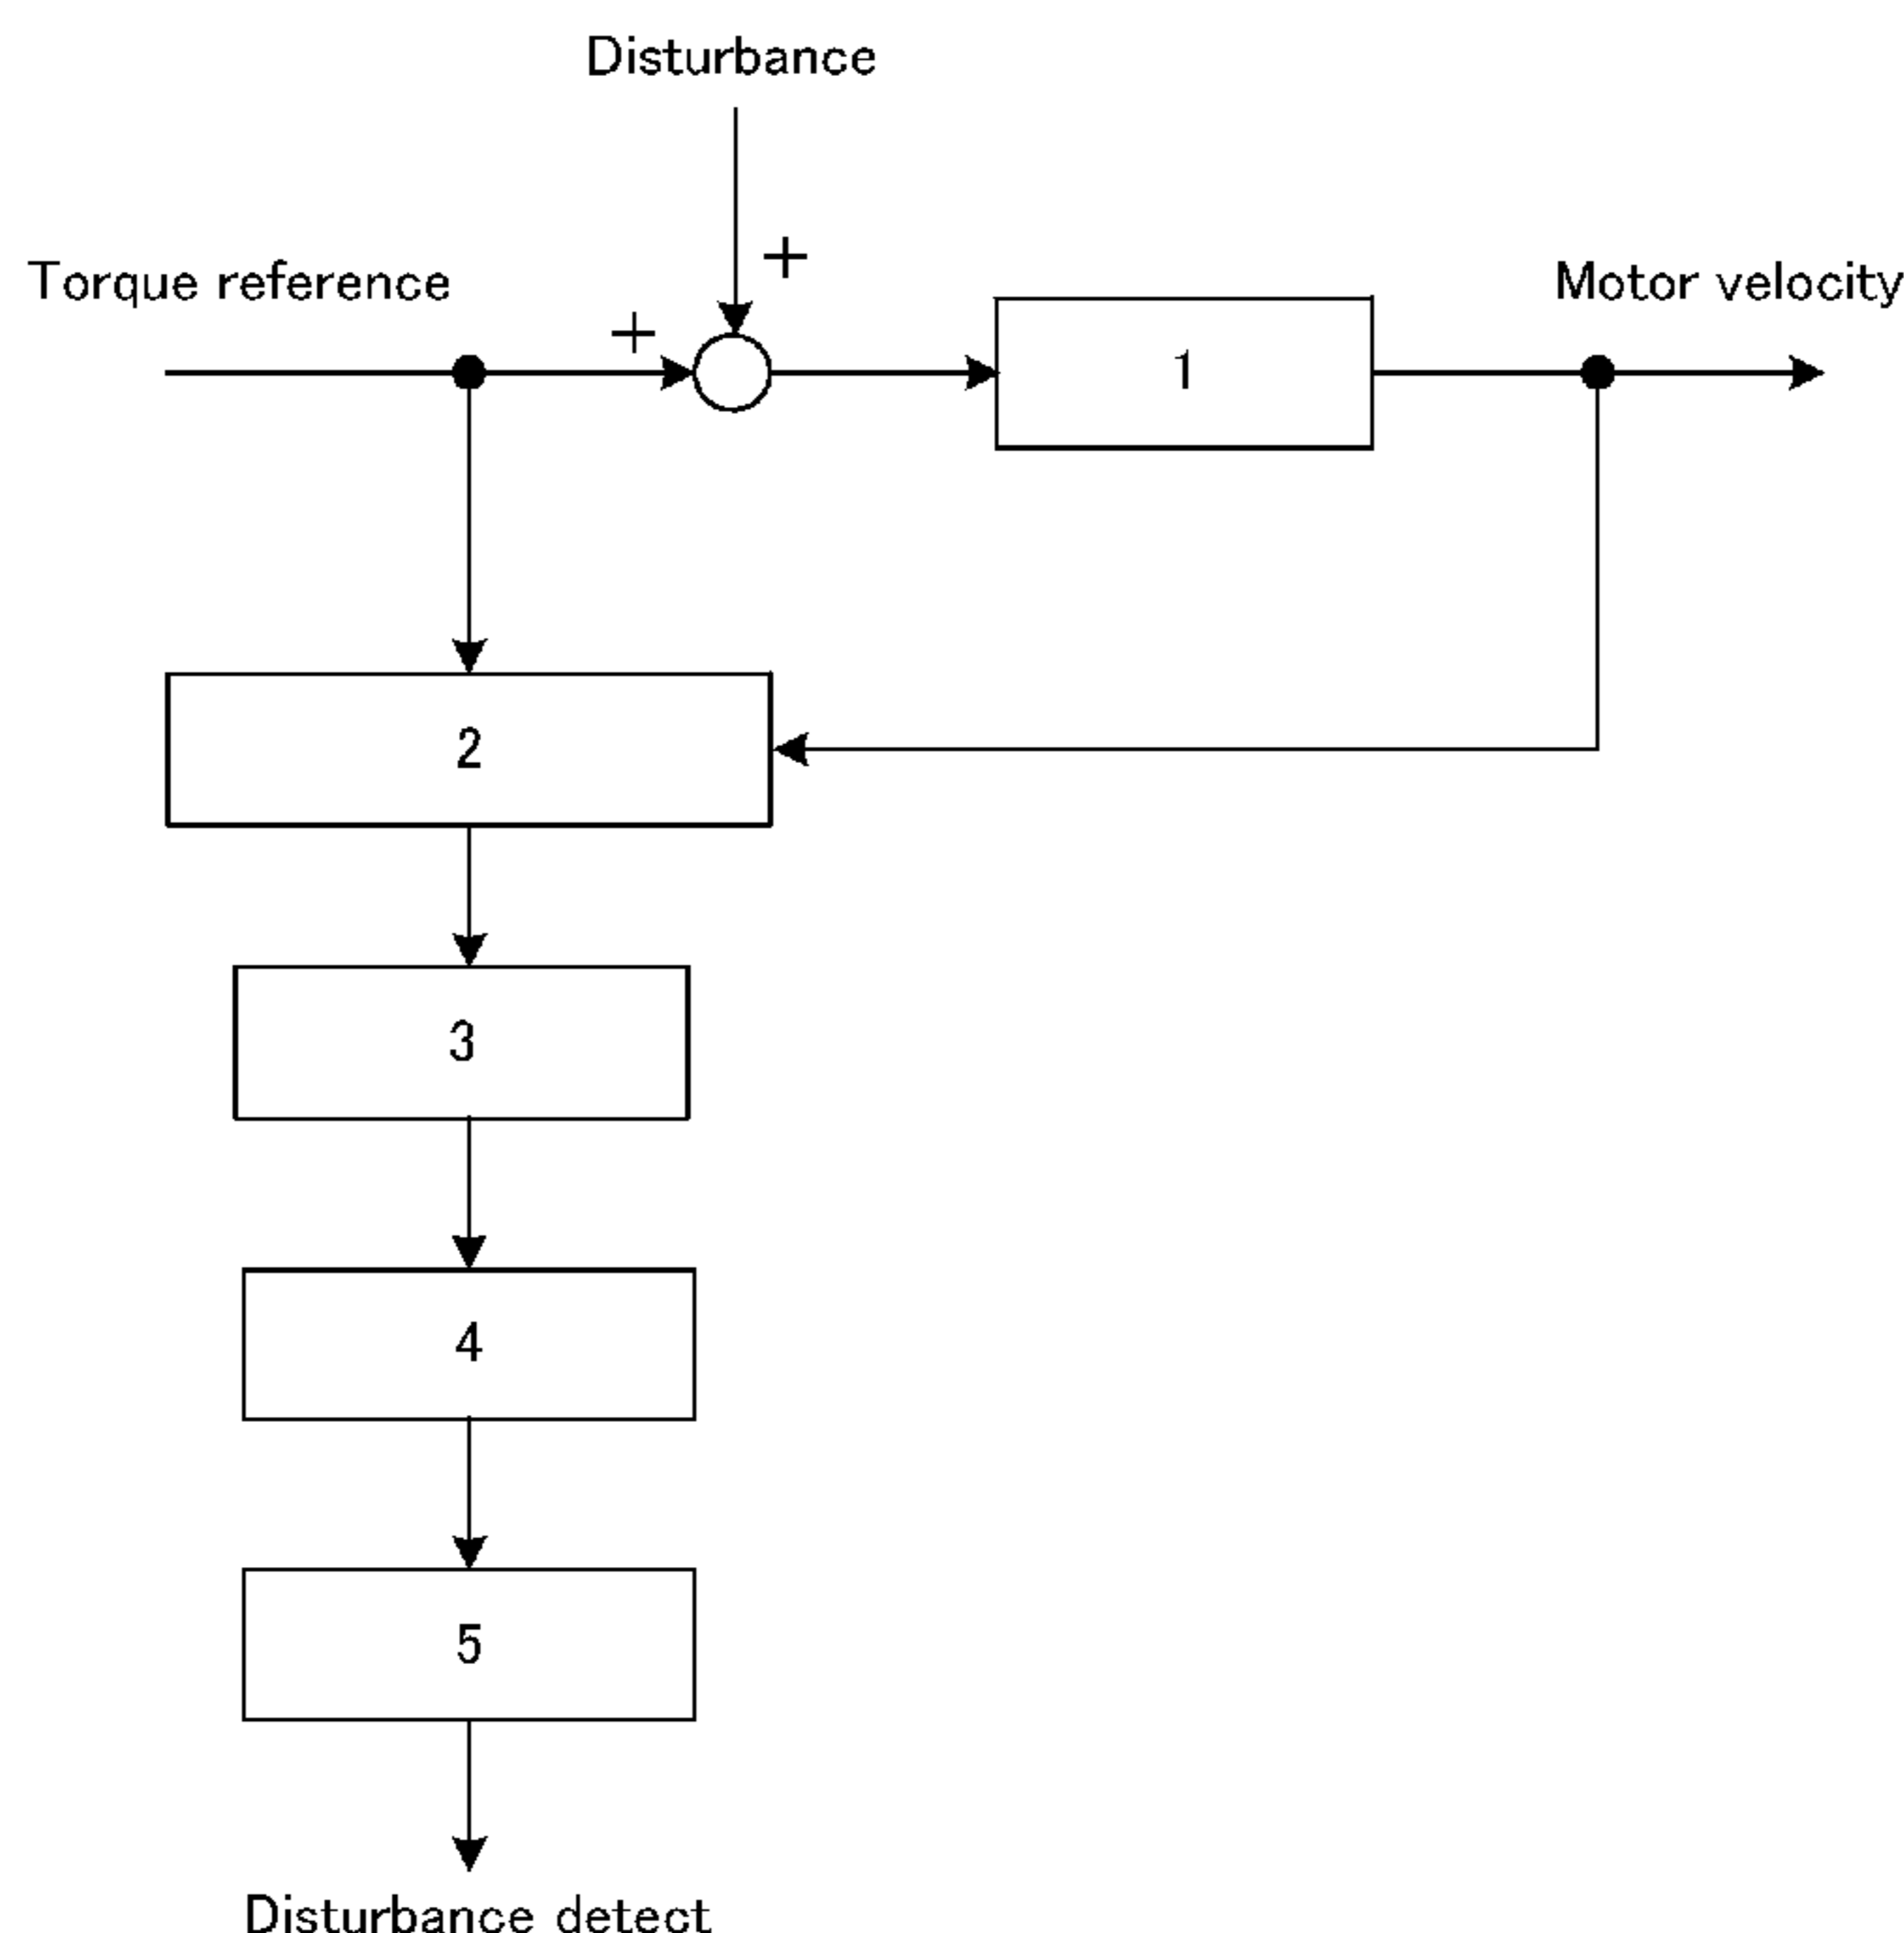 Disturbance
+
Torque reference
+
Motor velocity
1
2
3
4
5
Disturbance detect